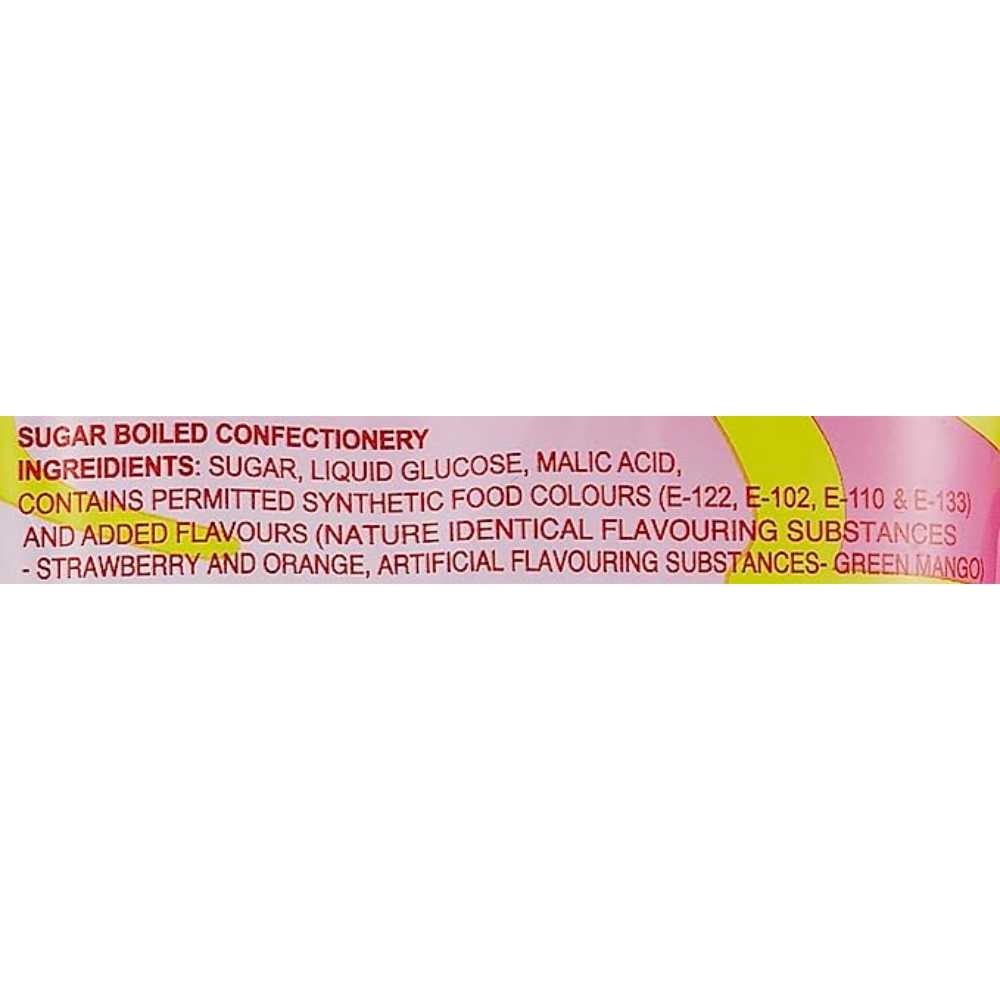 SUGAR BOILED CONFECTIONERY
INGREIDIENTS: SUGAR, LIQUID GLUCOSE, MALIC ACID,
CONTAINS PERMITTED SYNTHETIC FOOD COLOURS (E-122, E-102, E-110 & E-133)
AND ADDED FLAVOURS (NATURE IDENTICAL FLAVOURING SUBSTANCES
- STRAWBERRY AND ORANGE, ARTIFICIAL FLAVOURING SUBSTANCES- GREEN MANGO)